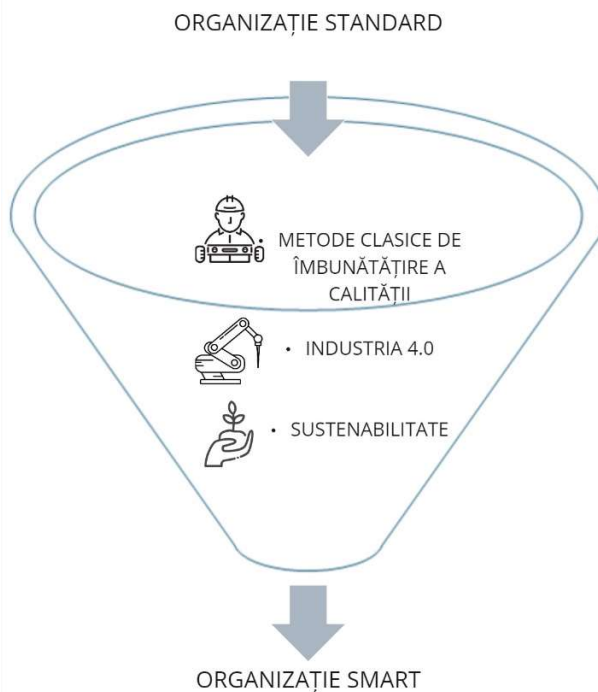 ORGANIZAȚIE STANDARD
• METODE CLASICE DE
ÎMBUNĂTĂȚIRE A
CALITĂȚII
• INDUSTRIA 4.0
• SUSTENABILITATE
ORGANIZAȚIE SMART